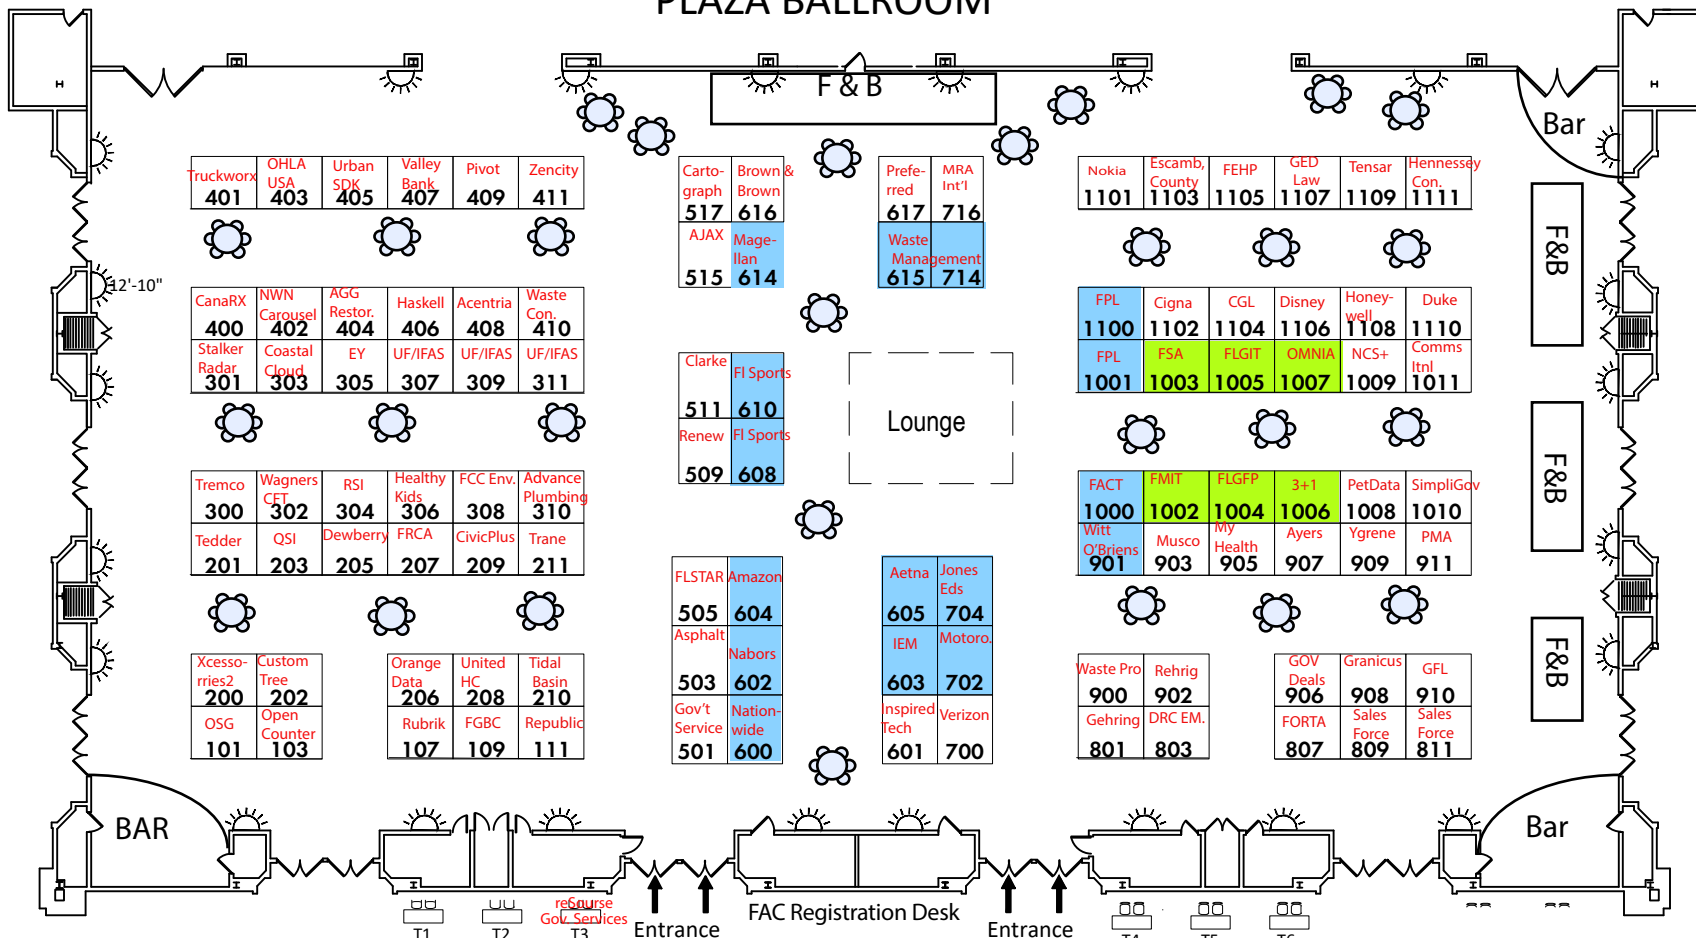 PLAZA BALLROOM
F & B
Bar
Truckworx
401
OHLA
USA
403
Urban
SDK
405
Valley
Bank
407
Pivot
409
Zencity
411
Carto-
graph
517
Brown &
Brown
616
Prefe-
rred
617
MRA
Int'l
716
Nokia
1101
Escamb,
County
1103
FEHP
1105
GED
Law
1107
Tensar
1109
Hennessey
Con.
1111
AJAX
515
Mage-
llan
614
Waste
Management
615
714
F&B
12'-10"
CanaRX
400
NWN
Carousel
402
AGG
Restor.
404
Haskell
406
Acentria
408
Waste
Con.
410
FPL
1100
Cigna
1102
CGL
1104
Disney
1106
Honey-
well
1108
Duke
1110
Stalker
Radar
301
Coastal
Cloud
303
EY
305
UF/IFAS
307
UF/IFAS
309
UF/IFAS
311
Clarke
511
Fl Sports
610
FPL
1001
FSA
1003
FLGIT
1005
OMNIA
1007
NCS+
1009
Comms
Itnl
1011
Lounge
Renew
509
Fl Sports
608
F&B
Tremco
300
Wagners
CFT
302
RSI
304
Healthy
Kids
306
FCC Env.
308
Advance
Plumbing
310
FACT
1000
FMIT
1002
FLGFP
1004
3+1
1006
PetData
1008
SimpliGov
1010
Tedder
201
QSI
203
Dewberry
205
FRCA
207
CivicPlus
209
Trane
211
Witt
O'Briens
901
Musco
903
My
Health
905
Ayers
907
Ygrene
909
PMA
911
FLSTAR
505
Amazon
604
Aetna
605
Jones
Eds
704
Asphalt
503
Nabors
602
IEM
603
Motoro.
702
F&B
Xcesso-
rries2
200
Custom
Tree
202
Orange
Data
206
United
HC
208
Tidal
Basin
210
Waste Pro
900
Rehrig
902
GOV
Deals
906
Granicus
908
GFL
910
OSG
101
Open
Counter
103
Rubrik
107
FGBC
109
Republic
111
Gov't
Service
501
Nation-
wide
600
Inspired
Tech
601
Verizon
700
Gehring
801
DRC EM.
803
FORTA
807
Sales
Force
809
Sales
Force
811
BAR
Bar
reSourse
Gov. Services
T1
T2
T3
Entrance
FAC Registration Desk
Entrance
T4
T5
T6